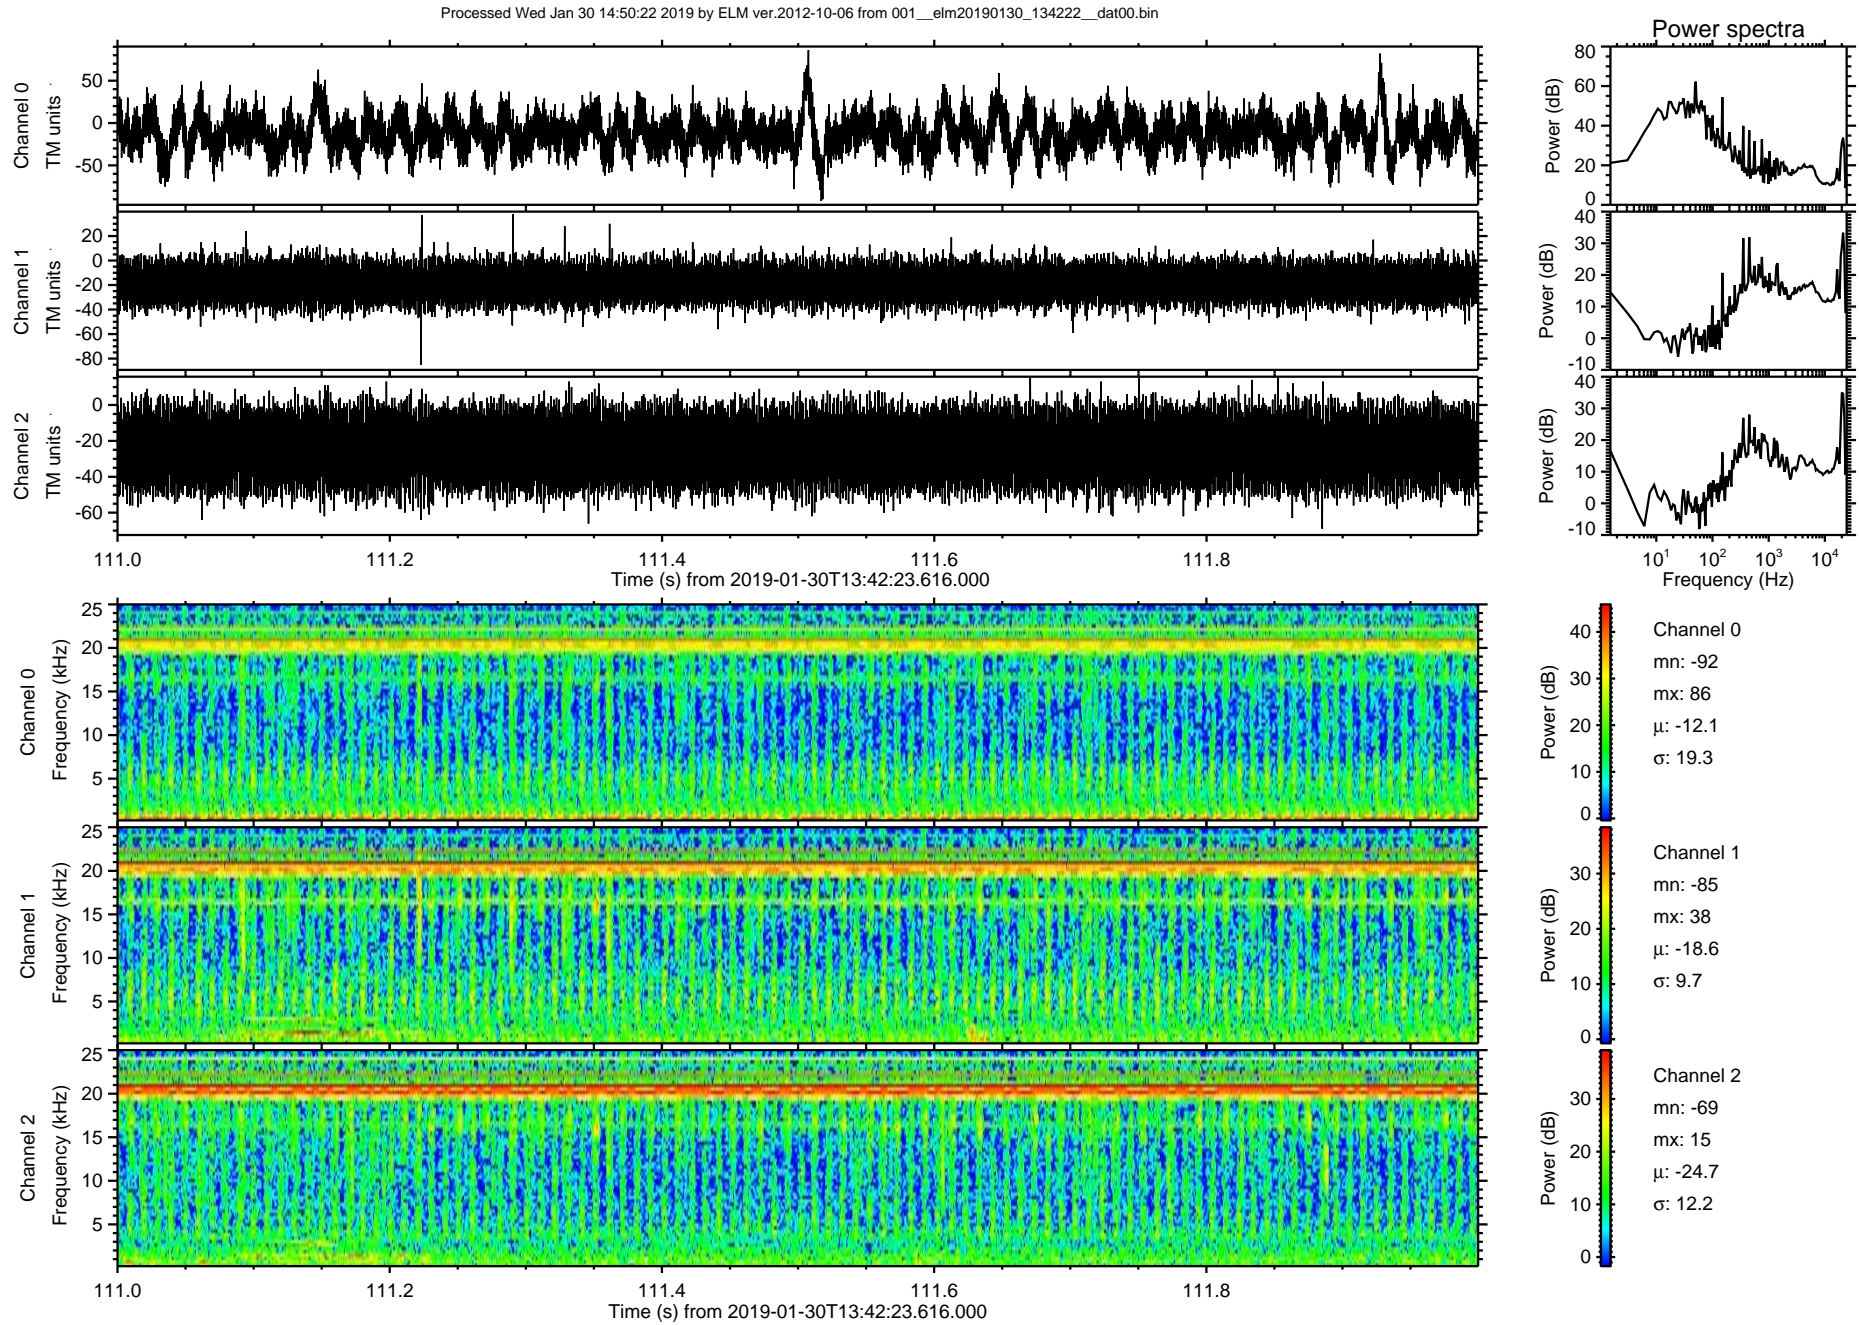 Processed Wed Jan 30 14:50:22 2019 by ELM ver.2012-10-06 from 001__elm20190130_134222__dat00.bin
Power spectra
Channel 0
TM units
50
0
-50
Power (dB)
80
60
40
20
0
Channel 1
TM units
20
0
-20
-40
-60
-80
Power (dB)
40
30
20
10
0
-10
Channel 2
TM units
0
-20
-40
-60
Power (dB)
40
30
20
10
0
-10
111.0 111.2 111.4 111.6 111.8
Time (s) from 2019-01-30T13:42:23.616.000
10¹ 10² 10³ 10⁴
Frequency (Hz)
Channel 0
Frequency (kHz)
25
20
15
10
5
Power (dB)
40
30
20
10
0
Channel 0
mn: -92
mx: 86
µ: -12.1
σ: 19.3
Channel 1
Frequency (kHz)
25
20
15
10
5
Power (dB)
30
20
10
0
Channel 1
mn: -85
mx: 38
µ: -18.6
σ: 9.7
Channel 2
Frequency (kHz)
25
20
15
10
5
Power (dB)
30
20
10
0
Channel 2
mn: -69
mx: 15
µ: -24.7
σ: 12.2
111.0 111.2 111.4 111.6 111.8
Time (s) from 2019-01-30T13:42:23.616.000